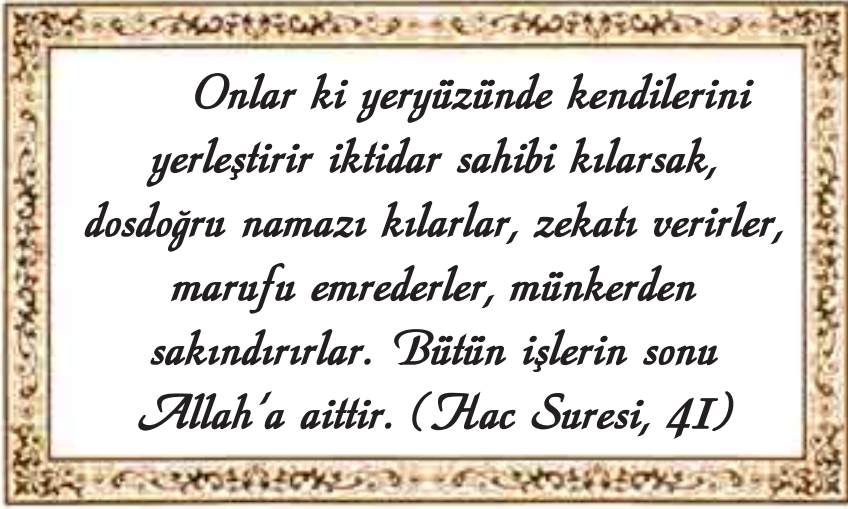 Onlar ki yeryüzünde kendilerini
yerleştirir iktidar sahibi kılarsak,
dosdoğru namazı kılarlar, zekatı verirler,
marufu emrederler, münkerden
sakındırırlar. Bütün işlerin sonu
Allah'a aittir. (Hac Suresi, 41)